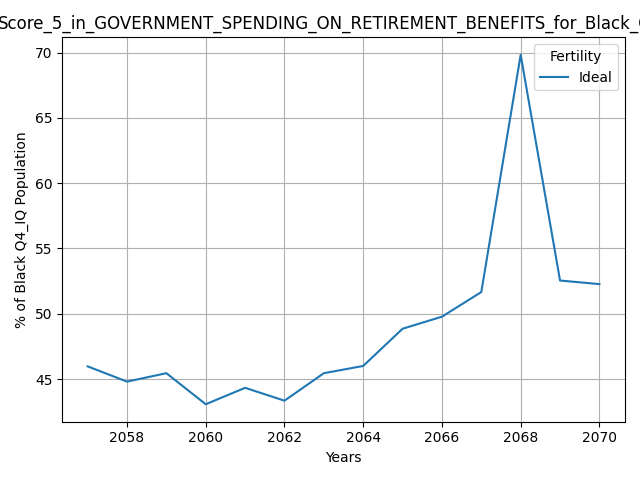 Score_5_in_GOVERNMENT_SPENDING_ON_RETIREMENT_BENEFITS_for_Black_
Fertility
Ideal
% of Black Q4_IQ Population
70
65
60
55
50
45
2058
2060
2062
2064
2066
2068
2070
Years